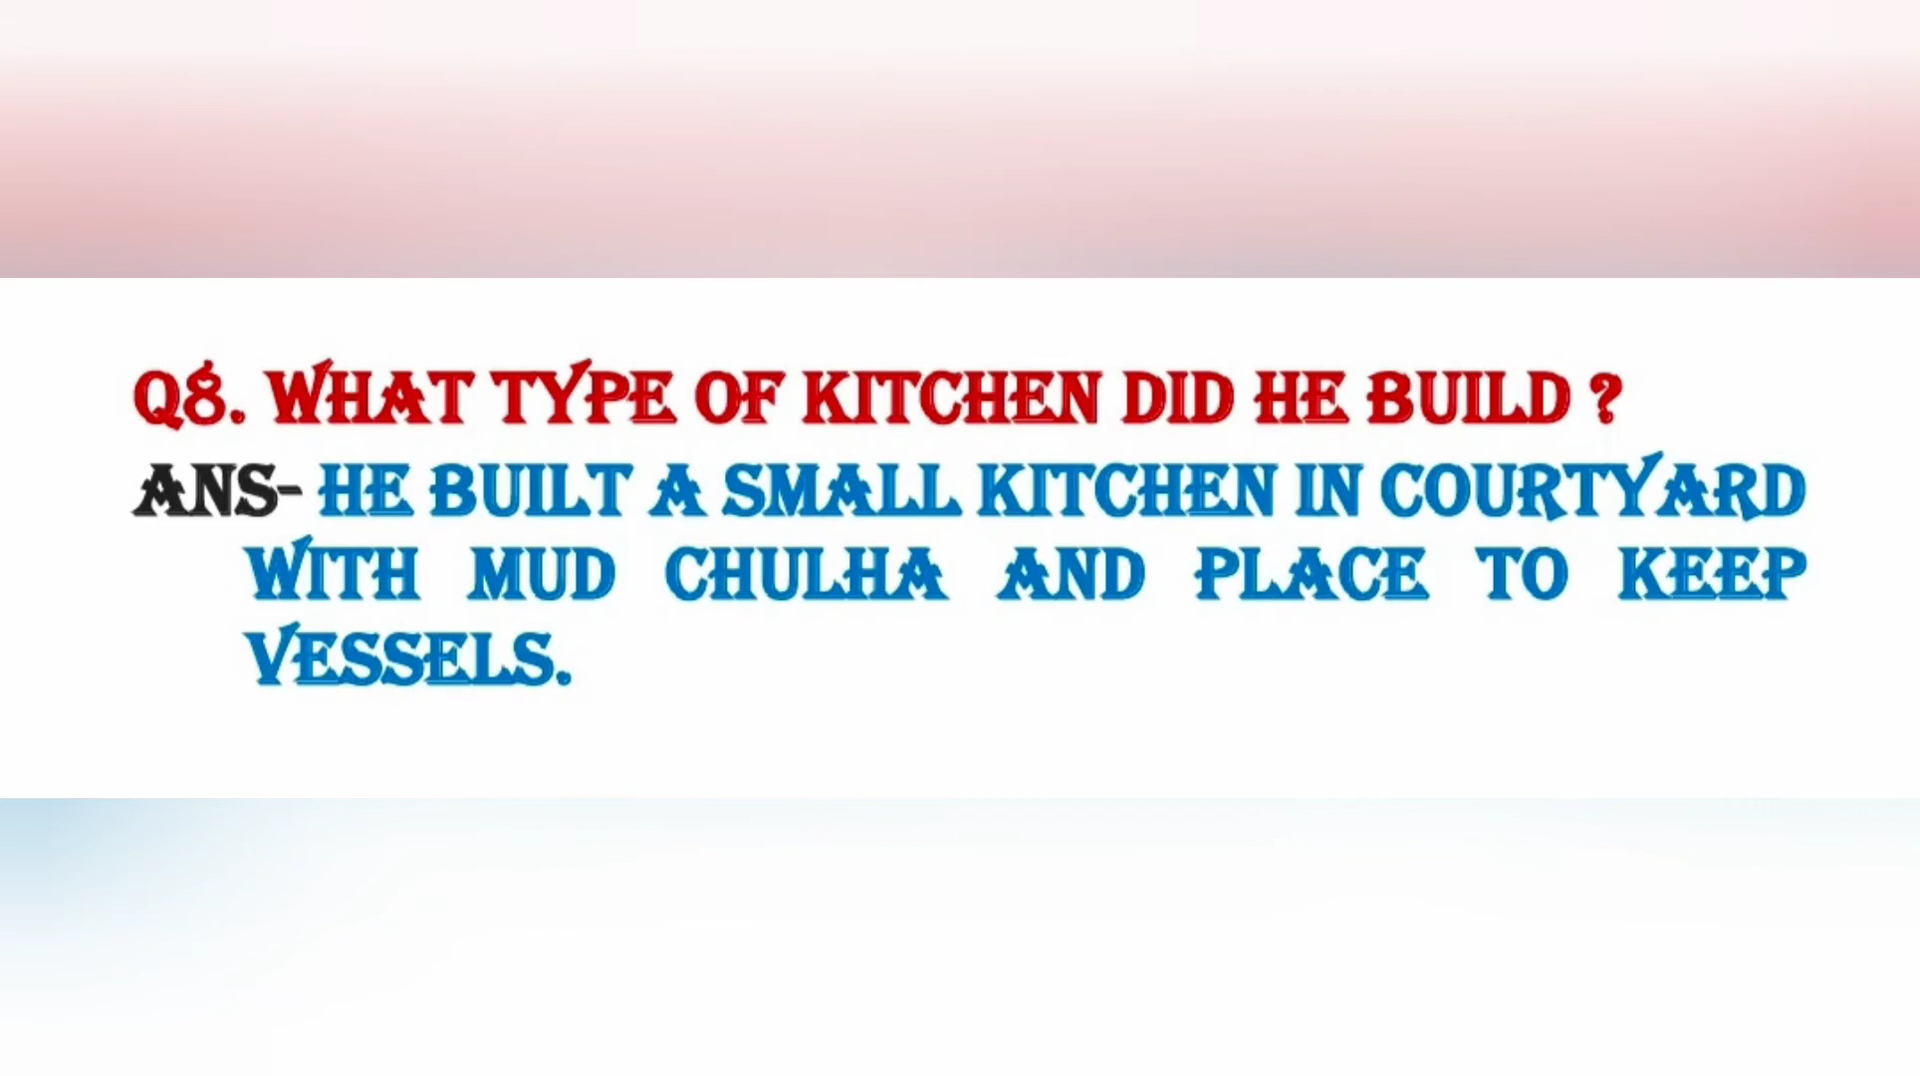 Q8. WHAT TYPE OF KITCHEN DID HE BUILD ?
ANS- HE BUILT A SMALL KITCHEN IN COURTYARD
WITH MUD CHULHA AND PLACE TO KEEP
VESSELS.